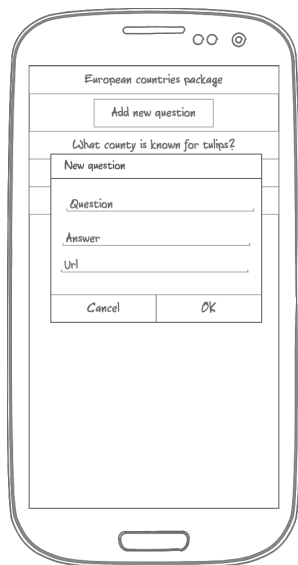 European countries package
Add new question
What county is known for tulips?
New question
Question
Answer
Url
Cancel
OK